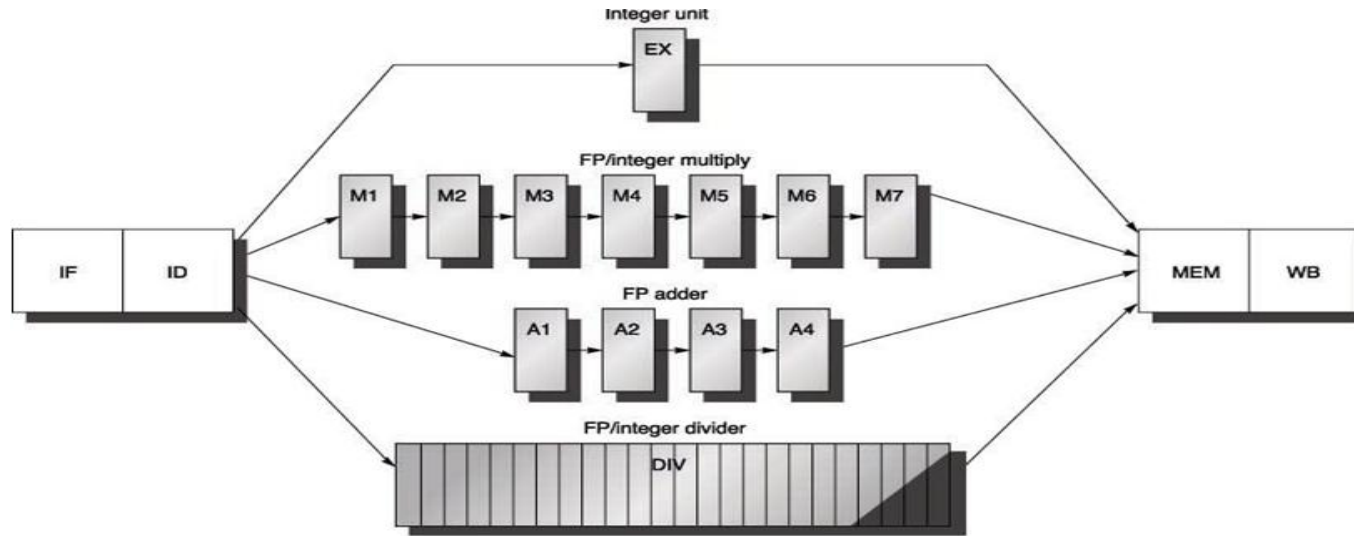 Integer unit
EX
FP/integer multiply
M1 M2 M3 M4 M5 M6 M7
IF ID
MEM WB
FP adder
A1 A2 A3 A4
FP/integer divider
DIV